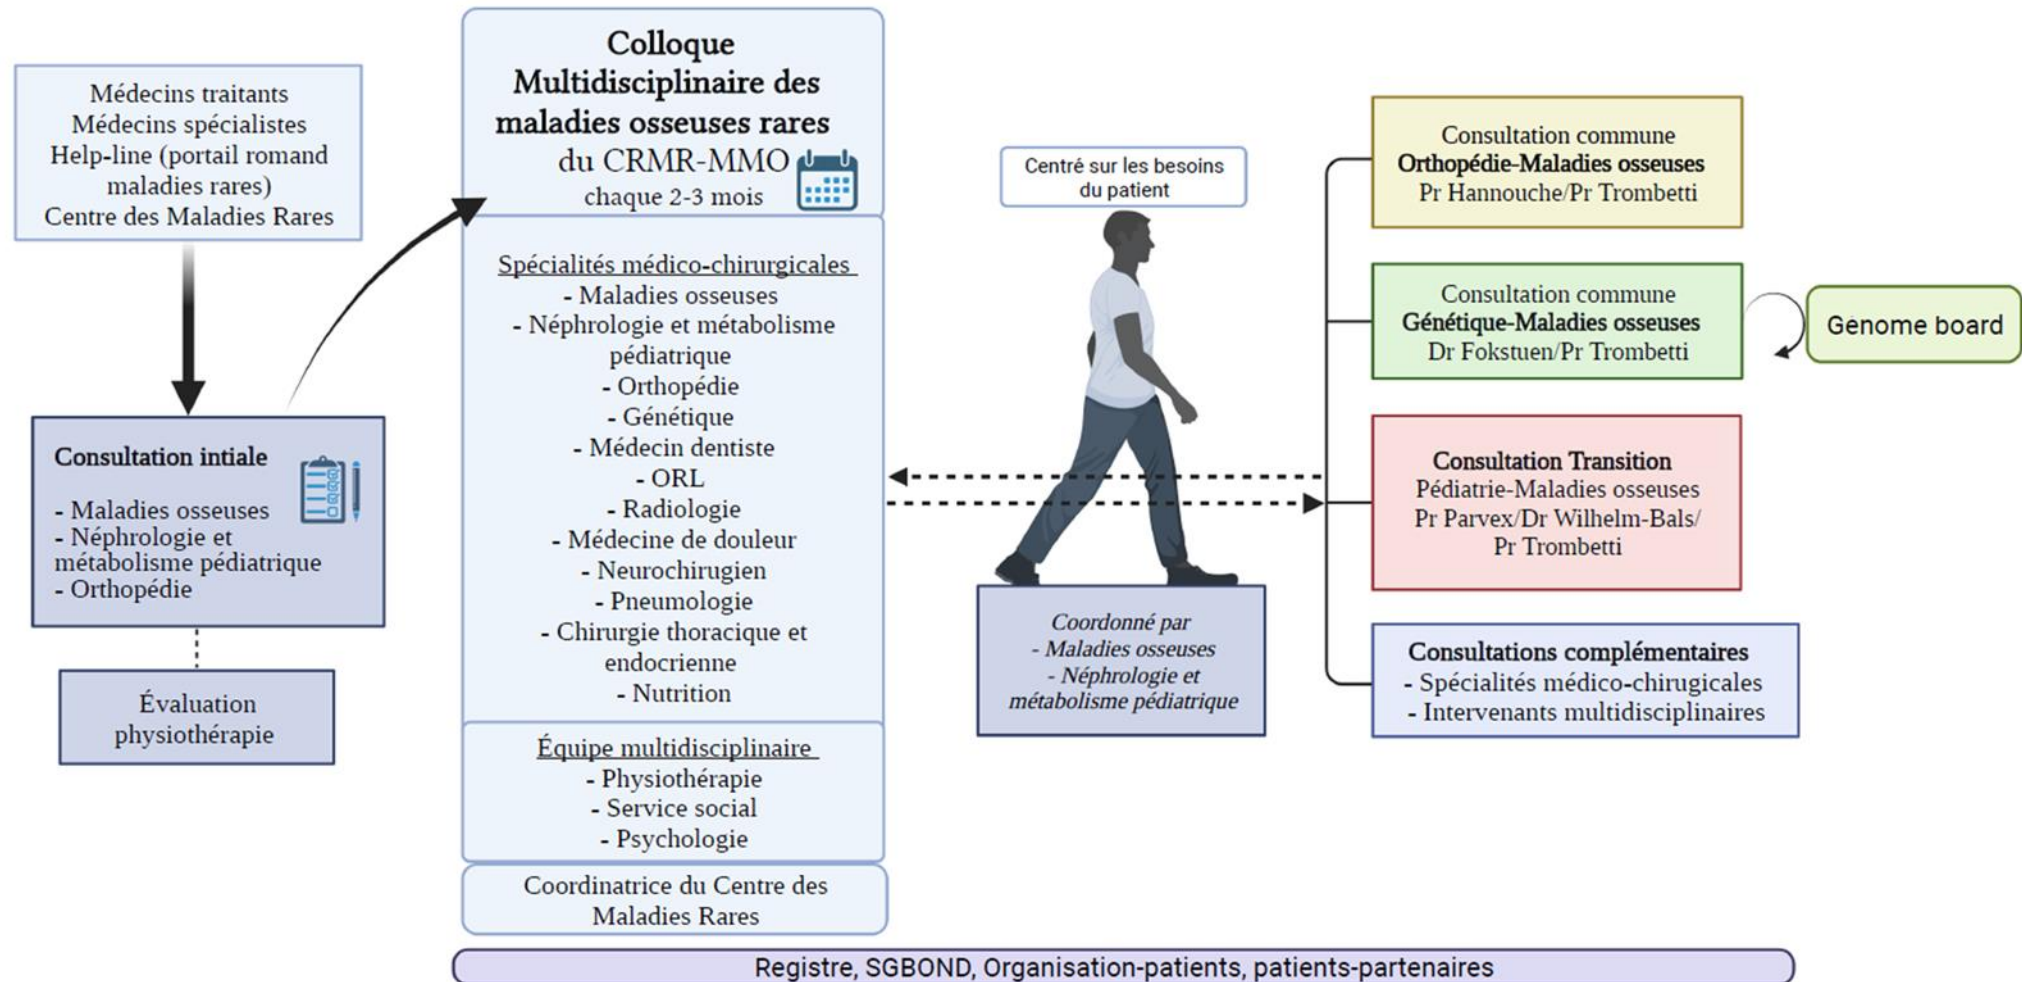 Médecins traitants
Médecins spécialistes
Help-line (portail romand
maladies rares)
Centre des Maladies Rares
Consultation intiale
- Maladies osseuses
- Néphrologie et
métabolisme pédiatrique
- Orthopédie
Évaluation
physiothérapie
Colloque
Multidisciplinaire des
maladies osseuses rares
du CRMR-MMO
chaque 2-3 mois
Spécialités médico-chirurgicales
- Maladies osseuses
- Néphrologie et métabolisme
pédiatrique
- Orthopédie
- Génétique
- Médecin dentiste
- ORL
- Radiologie
- Médecine de douleur
- Neurochirugien
- Pneumologie
- Chirurgie thoracique et
endocrienne
- Nutrition
Équipe multidisciplinaire
- Physiothérapie
- Service social
- Psychologie
Coordinatrice du Centre des
Maladies Rares
Centré sur les besoins
du patient
Coordonné par
- Maladies osseuses
- Néphrologie et
métabolisme pédiatrique
Consultation commune
Orthopédie-Maladies osseuses
Pr Hannouche/Pr Trombetti
Consultation commune
Génétique-Maladies osseuses
Dr Fokstuen/Pr Trombetti
Génome board
Consultation Transition
Pédiatrie-Maladies osseuses
Pr Parvex/Dr Wilhelm-Bals/
Pr Trombetti
Consultations complémentaires
- Spécialités médico-chirugicales
- Intervenants multidisciplinaires
Registre, SGBOND, Organisation-patients, patients-partenaires